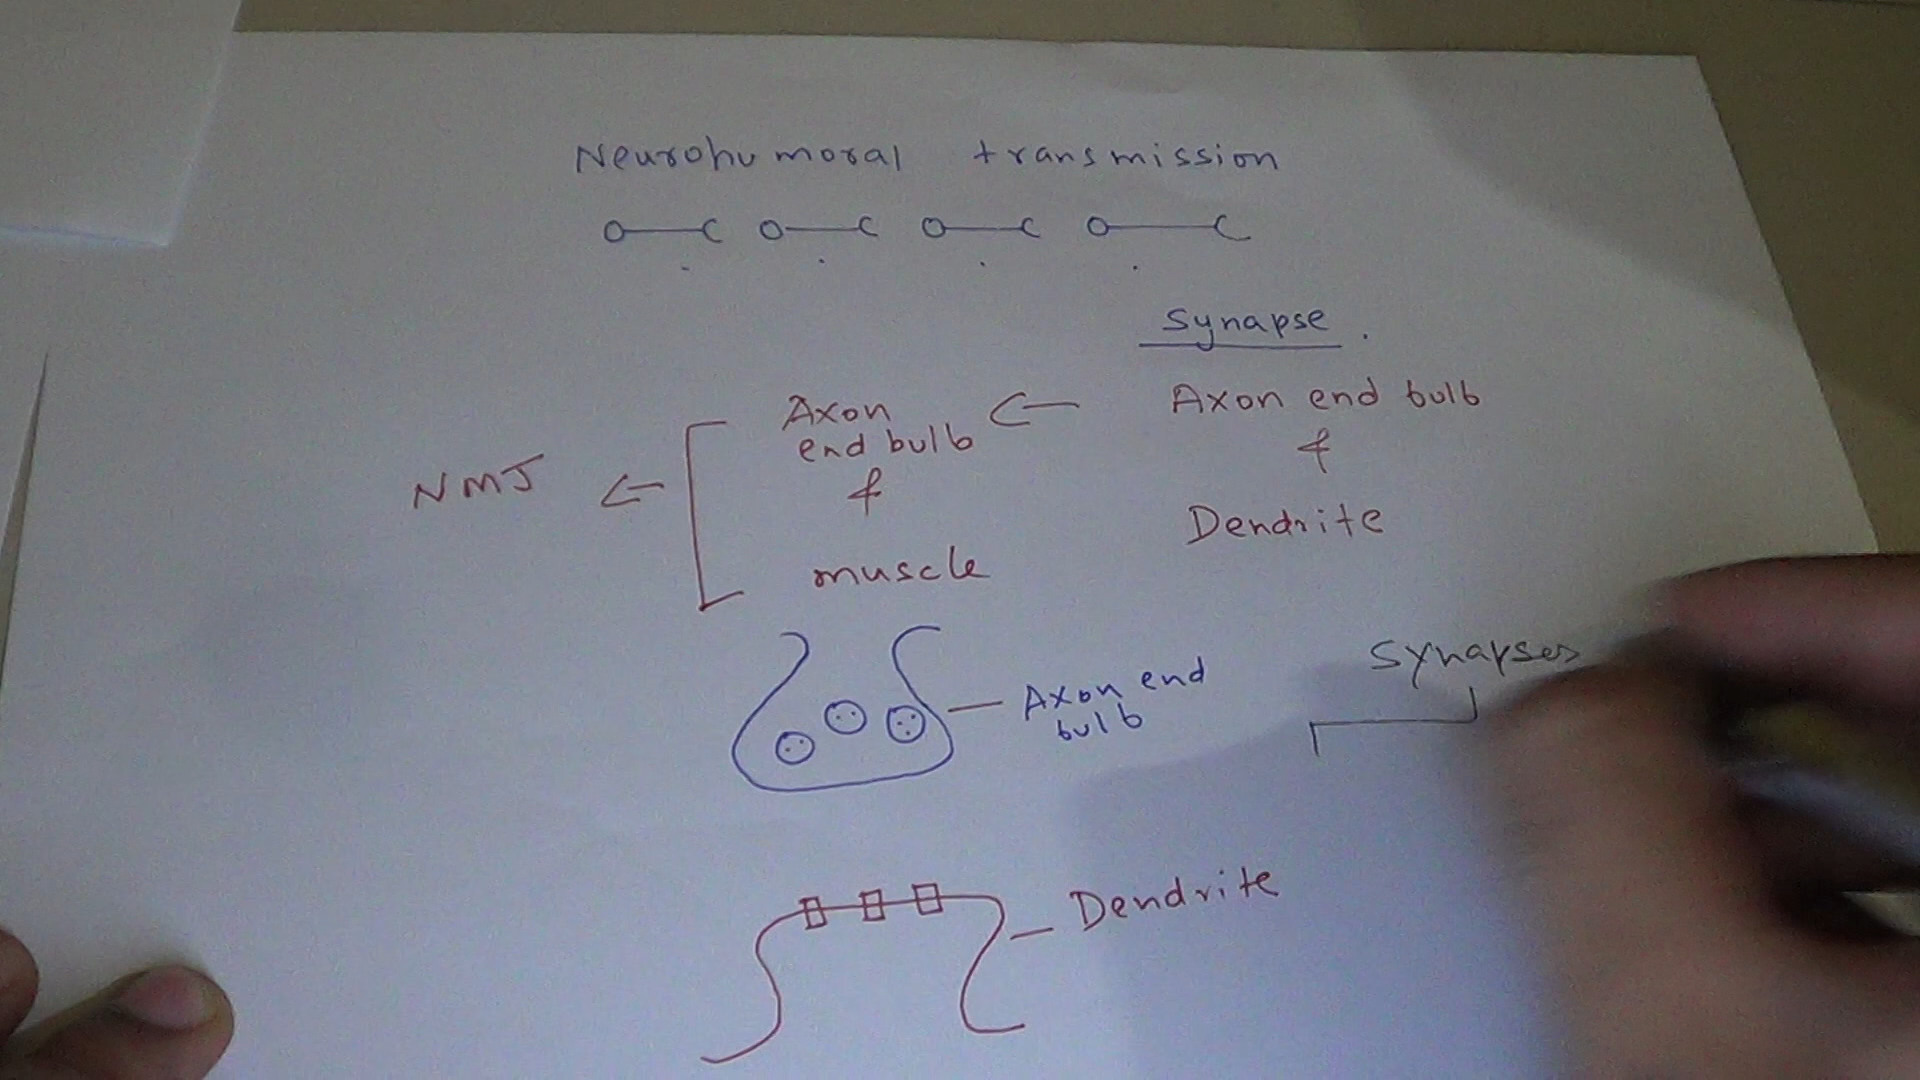 Neurohumoral transmission
Synapse.
Axon end bulb
&
Dendrite
Axon
end bulb
&
muscle
NMJ
Axon end
bulb
Synapses
Dendrite